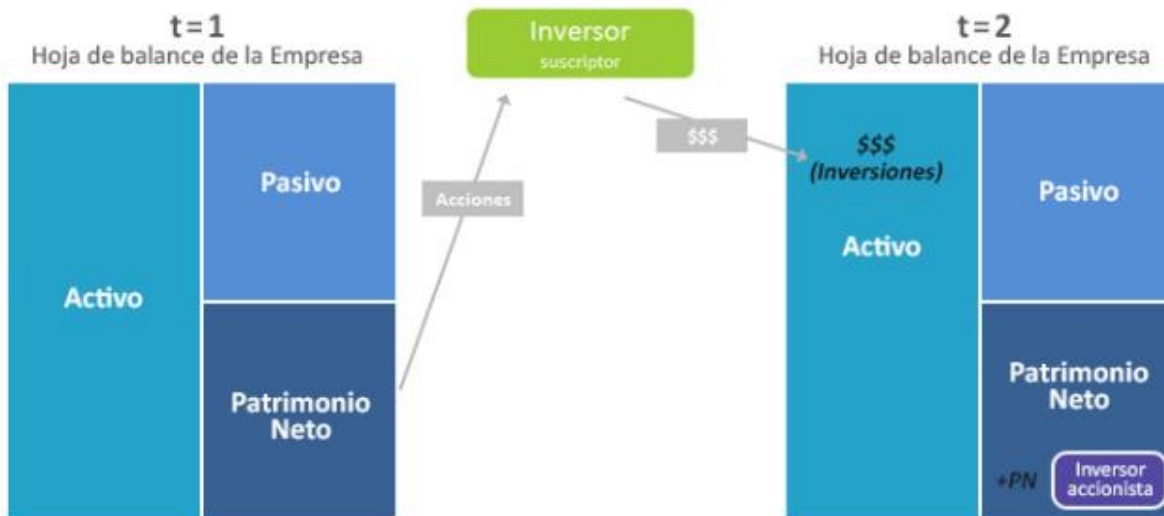 t=1
Hoja de balance de la Empresa
Activo
Pasivo
Patrimonio
Neto
Acciones
Inversor
suscriptor
$$$
t=2
Hoja de balance de la Empresa
$$$
(Inversiones)
Activo
Pasivo
Patrimonio
Neto
+PN
Inversor
accionista